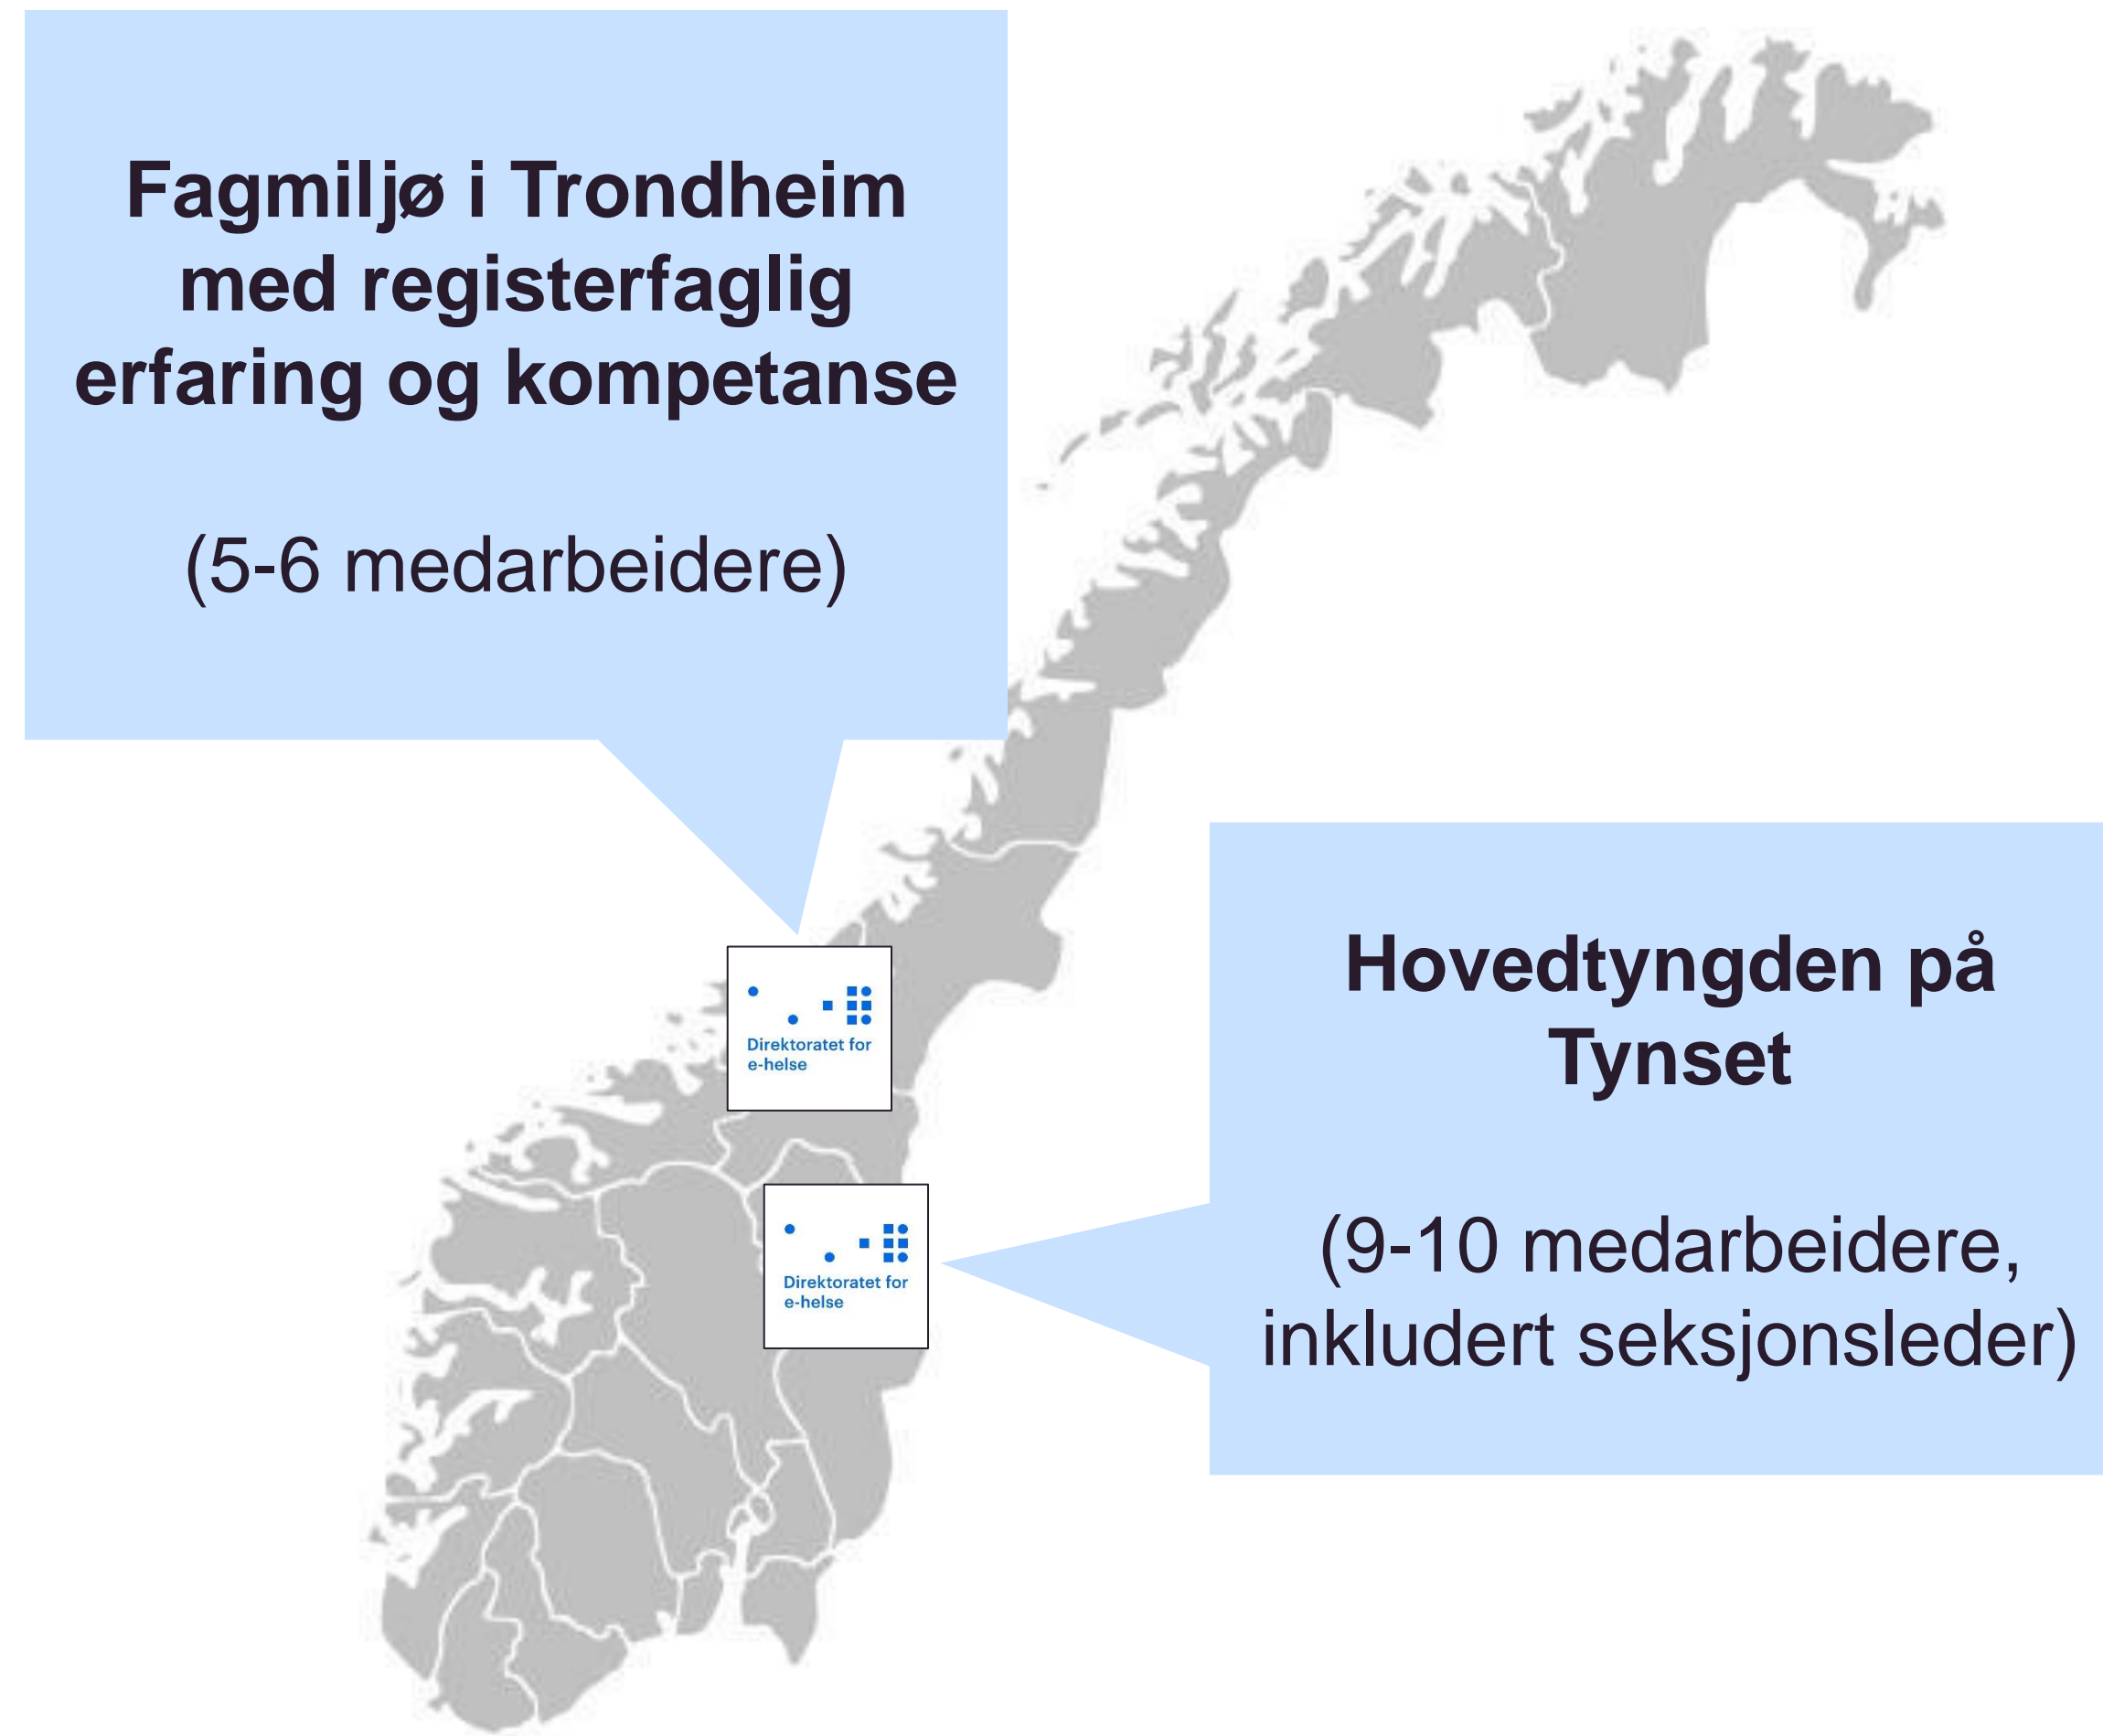 Fagmiljø i Trondheim
med registerfaglig
erfaring og kompetanse
(5-6 medarbeidere)
Direktoratet for
e-helse
Hovedtyngden på
Tynset
(9-10 medarbeidere,
inkludert seksjonsleder)
Direktoratet for
e-helse